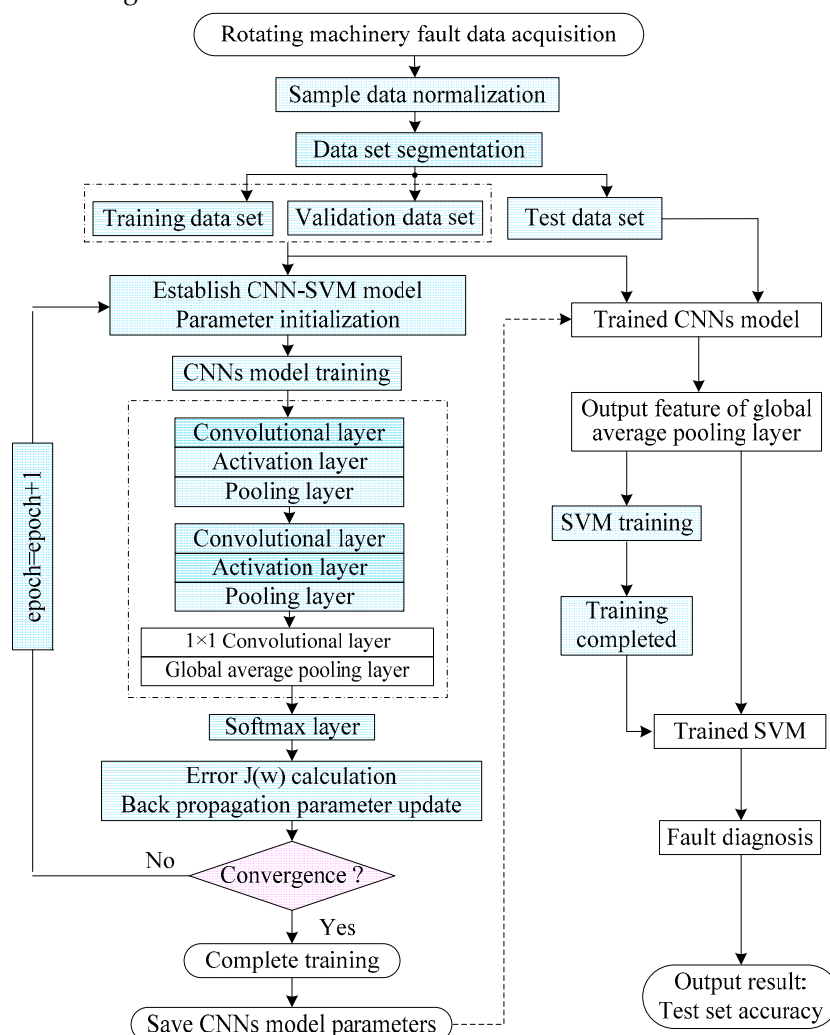 Rotating machinery fault data acquisition
Sample data normalization
Data set segmentation
Training data set
Validation data set
Test data set
Establish CNN-SVM model
Parameter initialization
CNNs model training
Convolutional layer
Activation layer
Pooling layer
Convolutional layer
Activation layer
Pooling layer
1×1 Convolutional layer
Global average pooling layer
Softmax layer
Error J(w) calculation
Back propagation parameter update
Convergence ?
No
Yes
epoch=epoch+1
Complete training
Save CNNs model parameters
Trained CNNs model
Output feature of global
average pooling layer
SVM training
Training
completed
Trained SVM
Fault diagnosis
Output result:
Test set accuracy